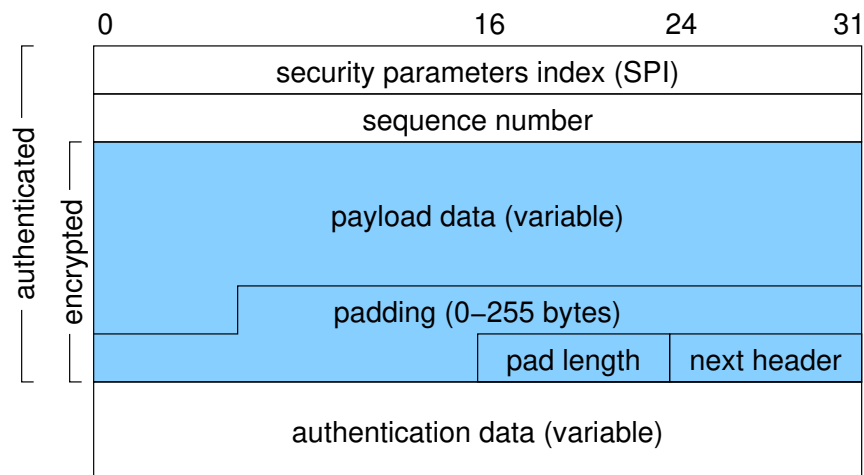 0 16 24 31
security parameters index (SPI)
sequence number
authenticated
encrypted
payload data (variable)
padding (0−255 bytes)
pad length next header
authentication data (variable)